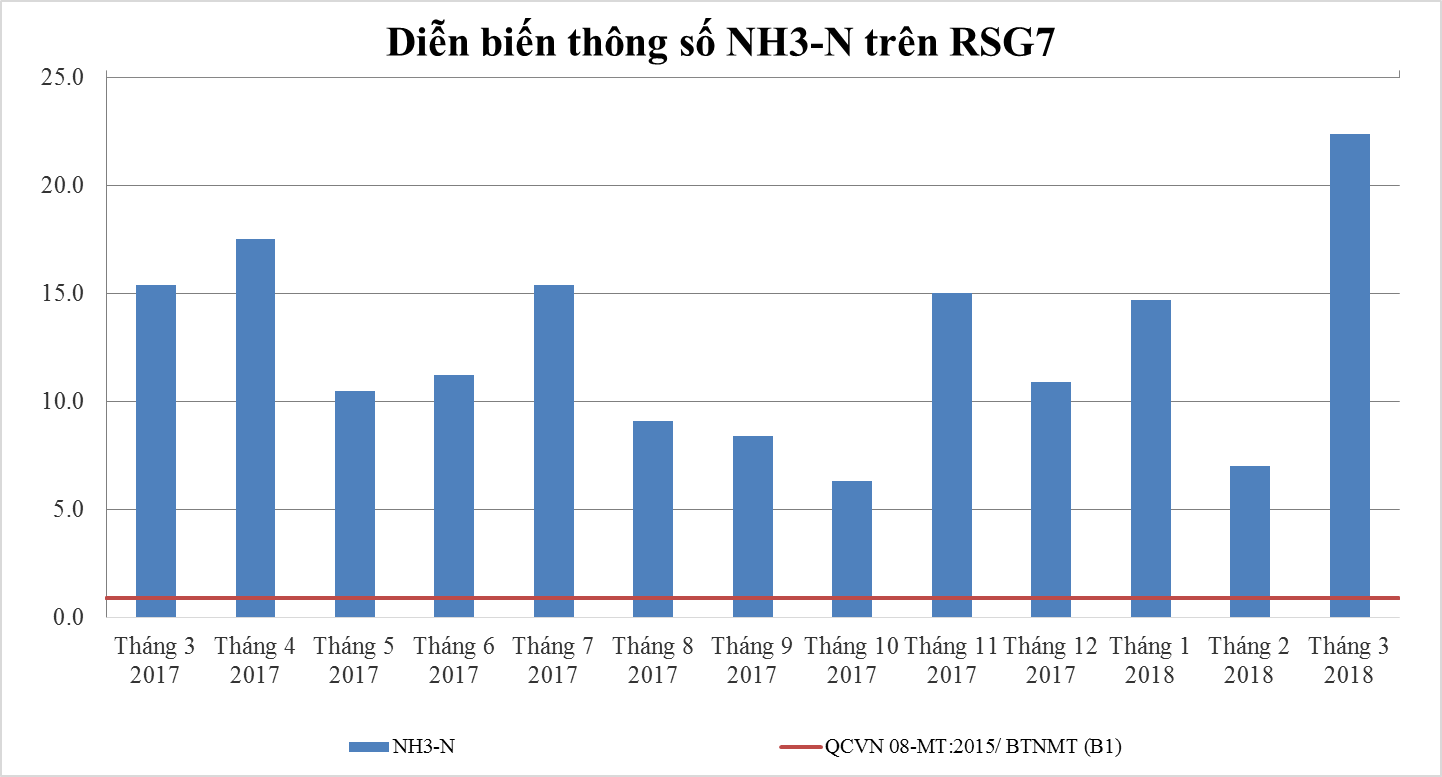 Diễn biến thông số NH3-N trên RSG7
25.0
20.0
15.0
10.0
5.0
0.0
Tháng 3 Tháng 4 Tháng 5 Tháng 6 Tháng 7 Tháng 8 Tháng 9 Tháng 10 Tháng 11 Tháng 12 Tháng 1 Tháng 2 Tháng 3
2017 2017 2017 2017 2017 2017 2017 2017 2017 2017 2018 2018 2018
NH3-N QCVN 08-MT:2015/ BTNMT (B1)